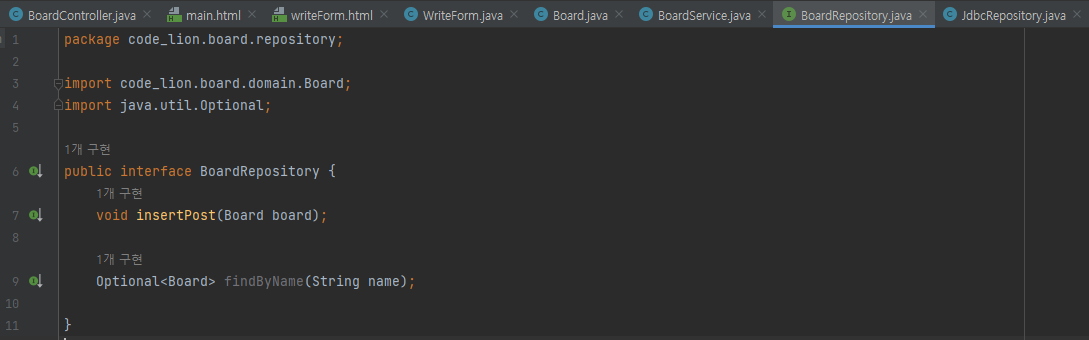 BoardController.java × main.html × writeForm.html × WriteForm.java × Board.java × BoardService.java × BoardRepository.java × JdbcRepository.java ×
1 package code_lion.board.repository;
2
3 import code_lion.board.domain.Board;
4 import java.util.Optional;
5
1개 구현
6 public interface BoardRepository {
1개 구현
7 void insertPost(Board board);
8
1개 구현
9 Optional<Board> findByName(String name);
10
11 }